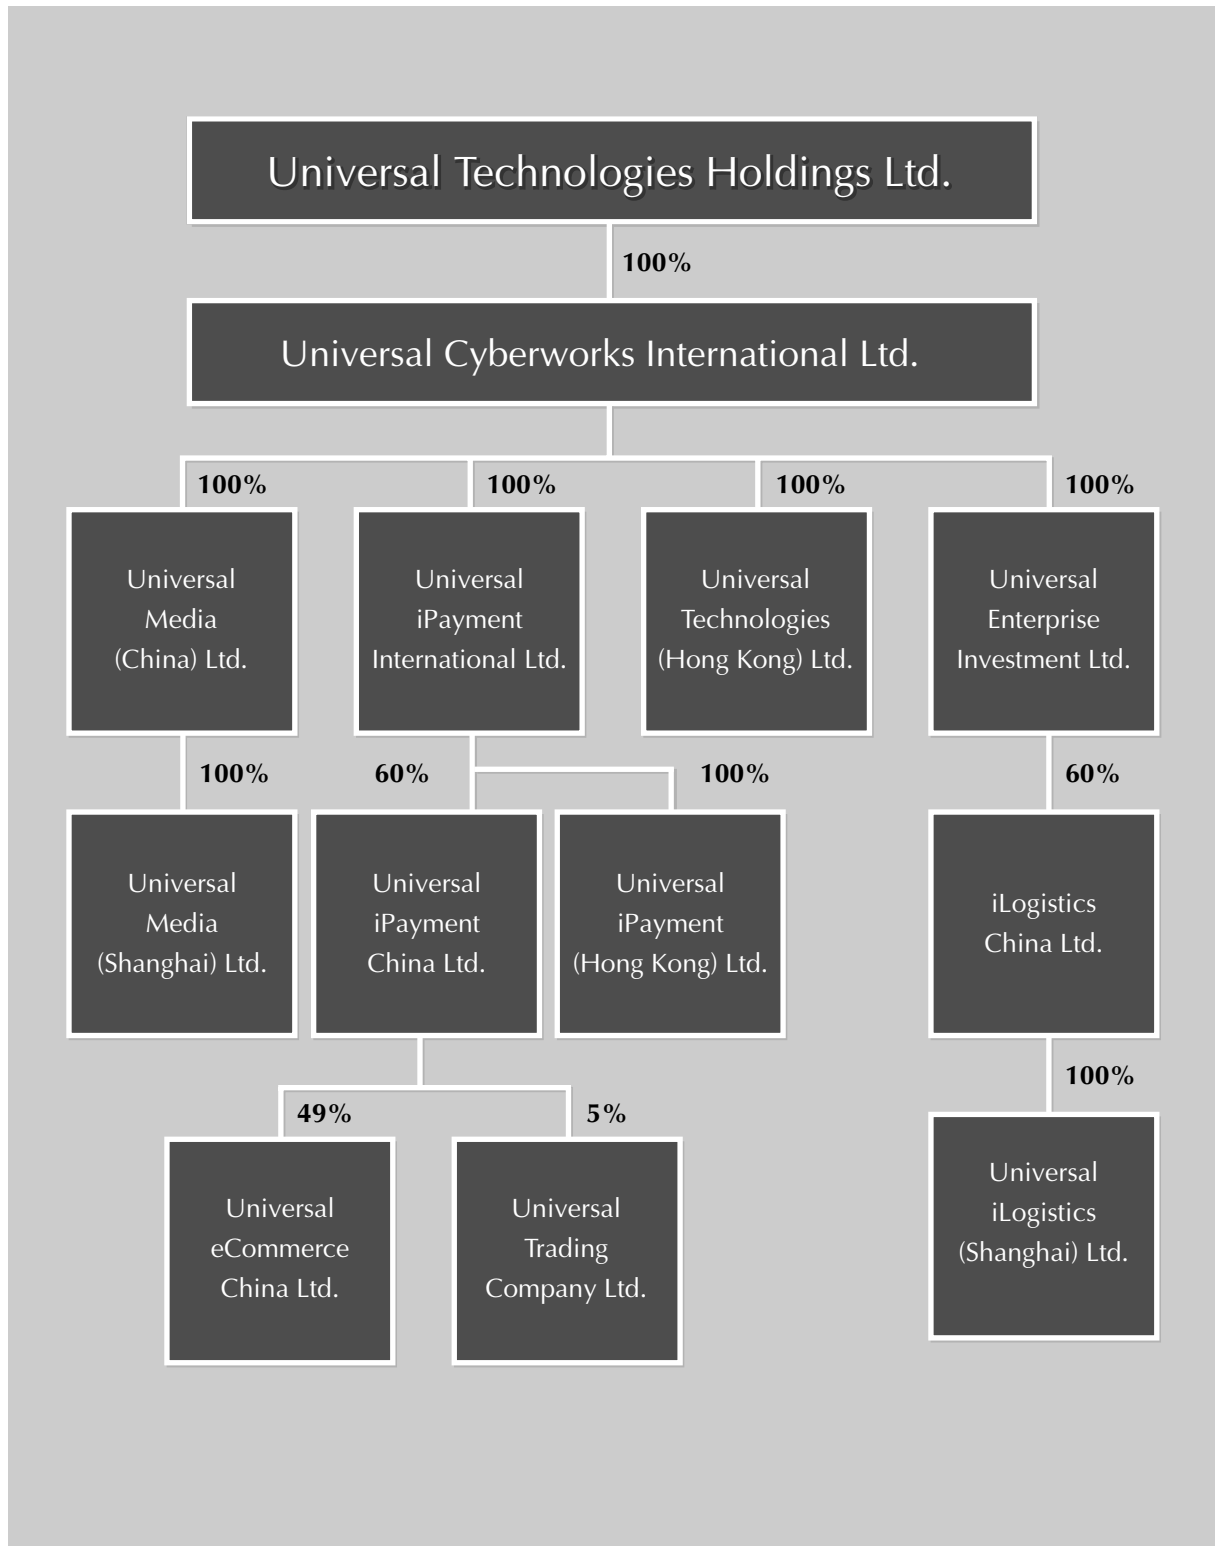 Universal Technologies Holdings Ltd.
100%
Universal Cyberworks International Ltd.
100%
100%
100%
100%
Universal
Media
(China) Ltd.
Universal
iPayment
International Ltd.
Universal
Technologies
(Hong Kong) Ltd.
Universal
Enterprise
Investment Ltd.
100%
60%
100%
60%
Universal
Media
(Shanghai) Ltd.
Universal
iPayment
China Ltd.
Universal
iPayment
(Hong Kong) Ltd.
iLogistics
China Ltd.
49%
5%
100%
Universal
eCommerce
China Ltd.
Universal
Trading
Company Ltd.
Universal
iLogistics
(Shanghai) Ltd.